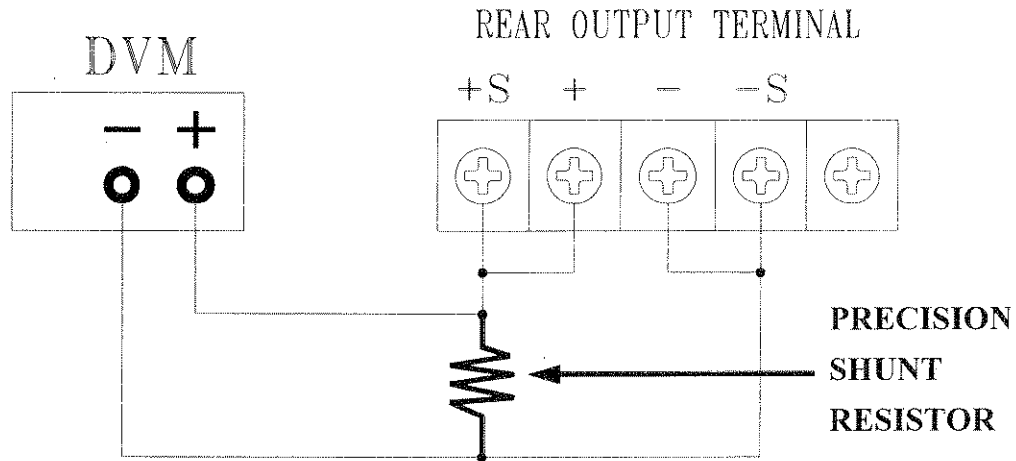 REAR OUTPUT TERMINAL
DVM
+S + - -S
- +
PRECISION
SHUNT
RESISTOR